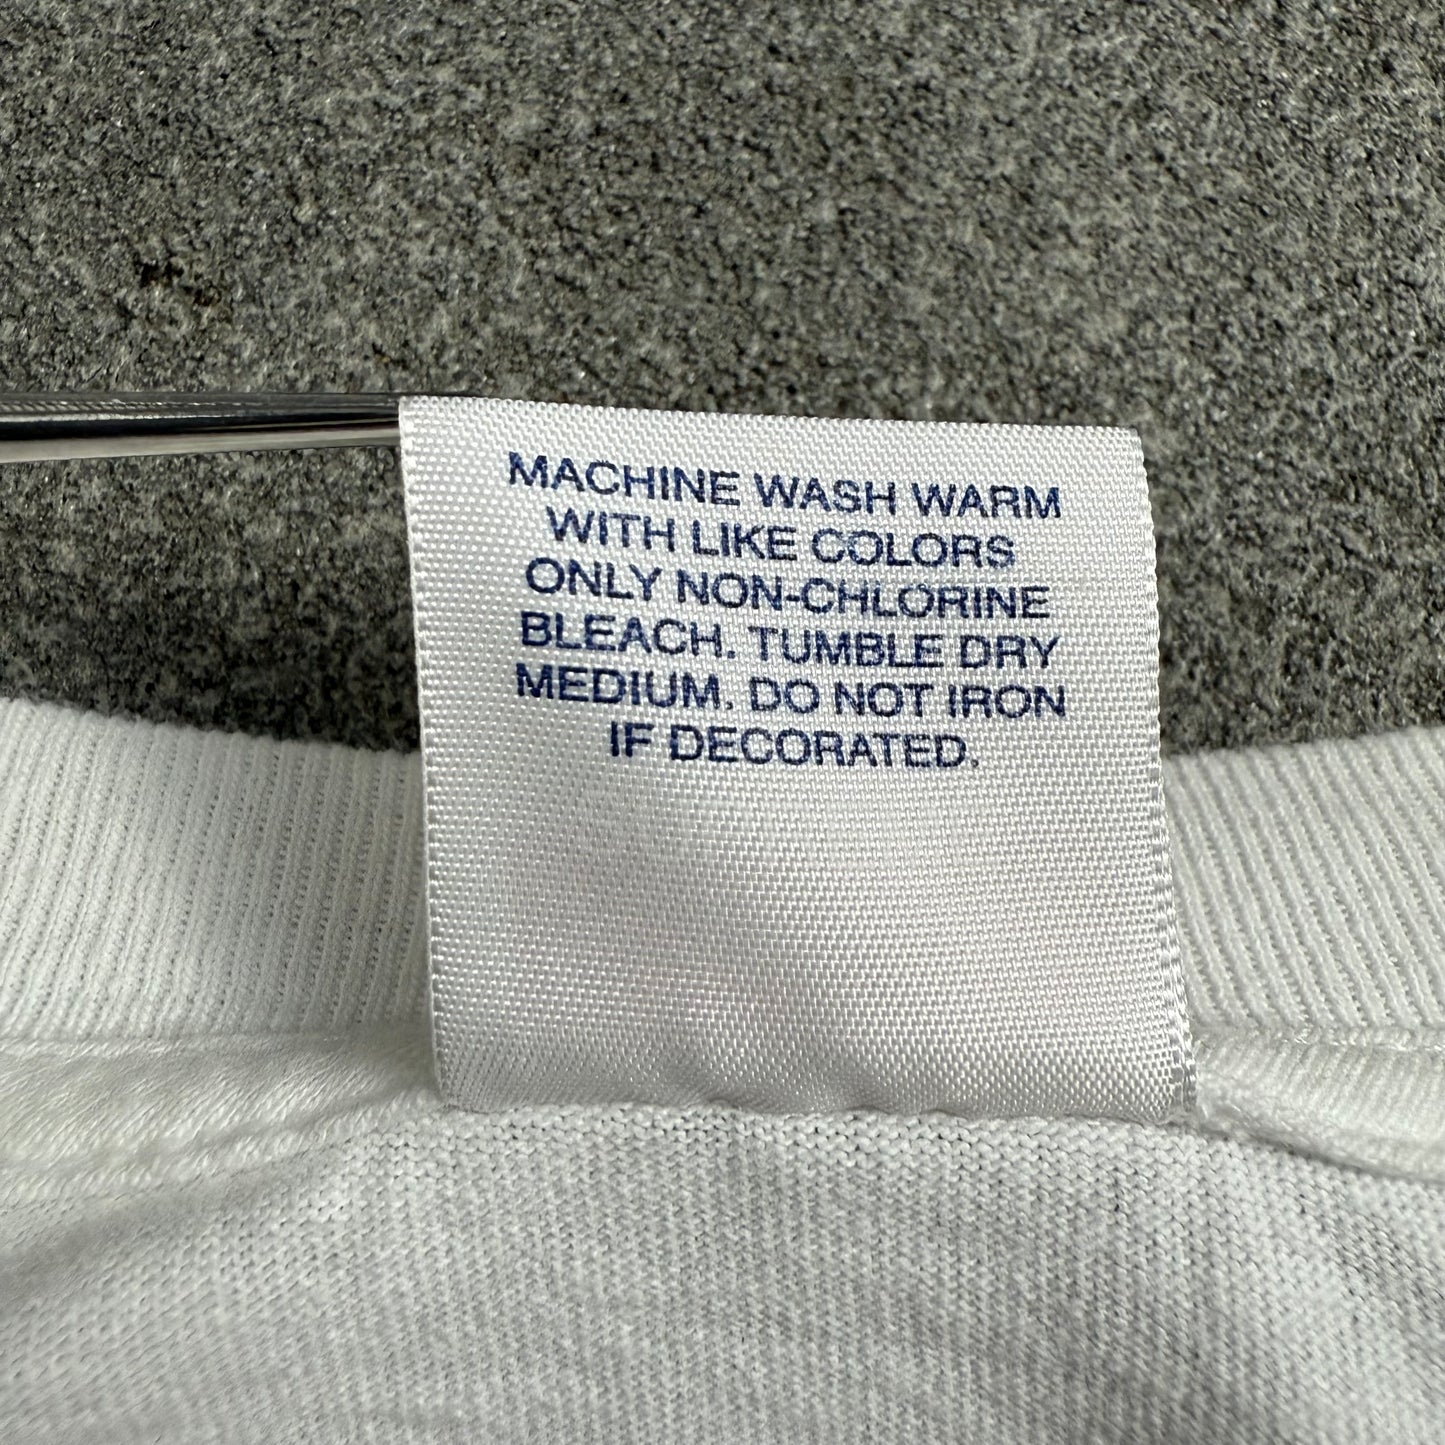 MACHINE WASH WARM
WITH LIKE COLORS
ONLY NON-CHLORINE
BLEACH. TUMBLE DRY
MEDIUM. DO NOT IRON
IF DECORATED.